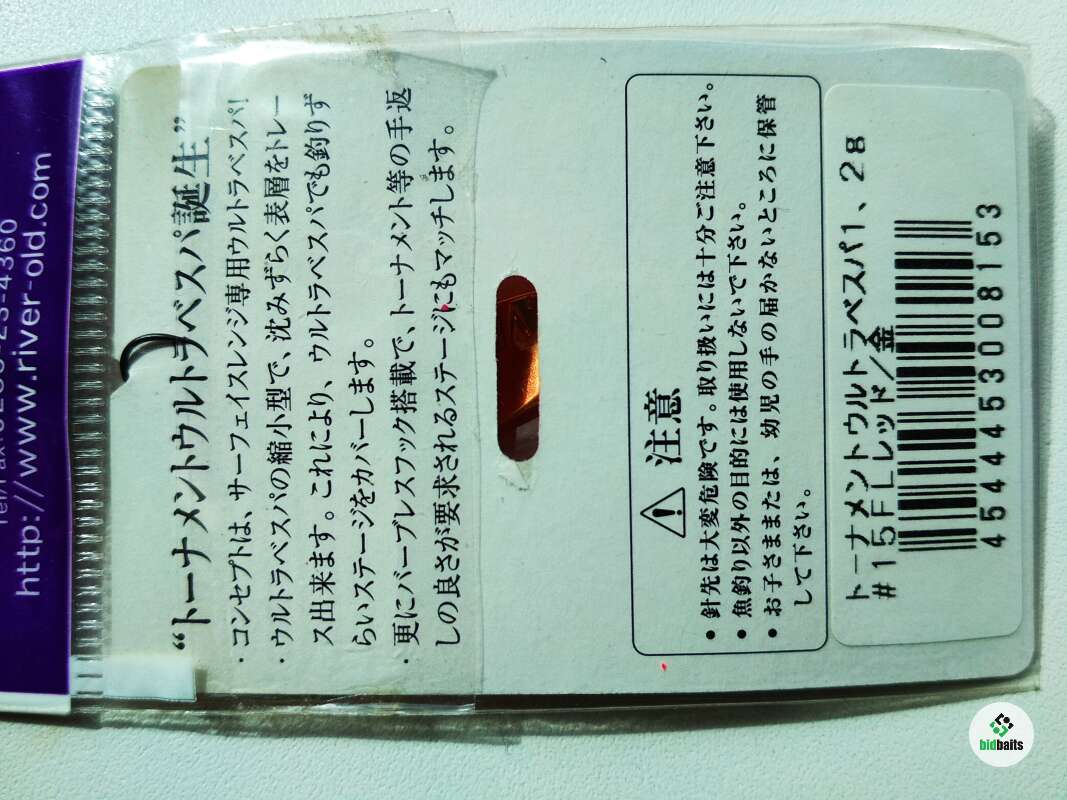 http://www.river-old.com
“トーナメントウルトラベスパ誕生”
・コンセプトは、サーフェイスレンジ専用ウルトラベスパ!
・ウルトラベスパの縮小型で、沈みずらく表層をトレー
ス出来ます。これにより、ウルトラベスパでも釣りず
らいステージをカバーします。
・更にバーブレスフック搭載で、トーナメント等の手返
しの良さが要求されるステージにもマッチします。
注意
● 針先は大変危険です。取り扱いには十分ご注意下さい。
● 魚釣り以外の目的には使用しないで下さい。
● お子さままたは、幼児の手の届かないところに保管
して下さい。
トーナメントウルトラベスパ1、2g
#15FLレッド/金
4544453008153
bidbaits